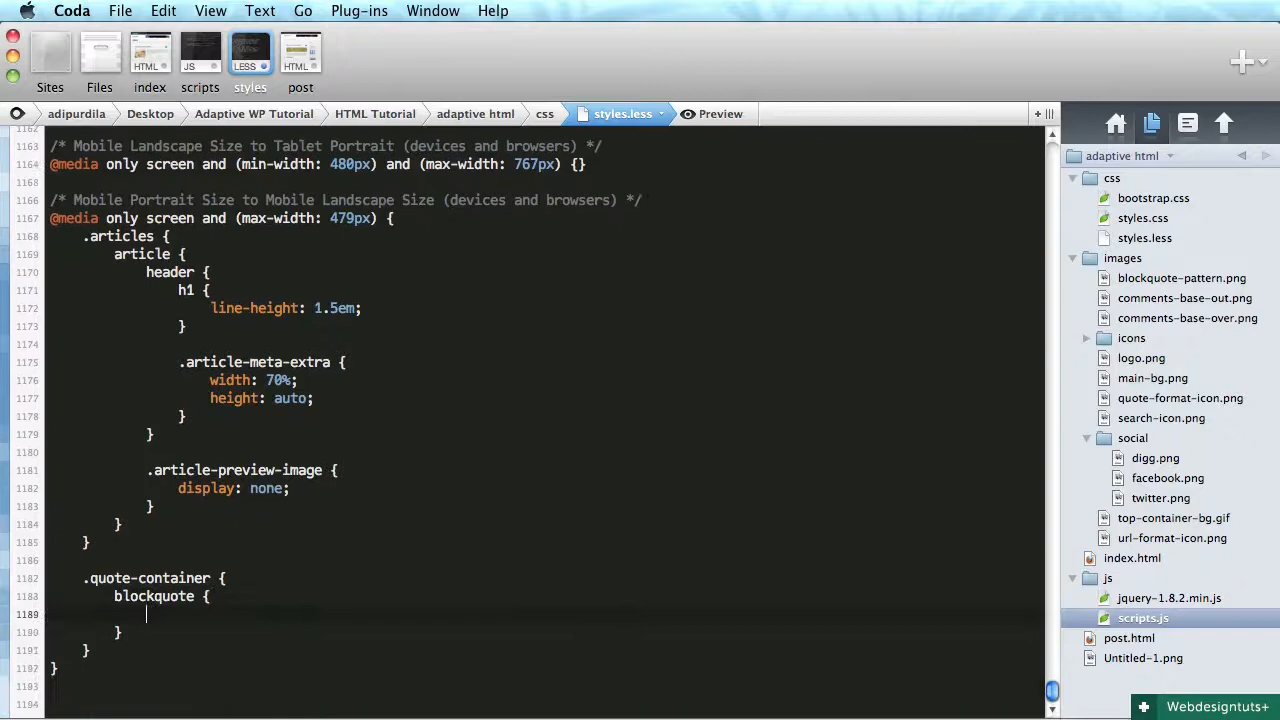 Coda File Edit View Text Go Plug-ins Window Help
HTML JS LESS HTML
Sites Files index scripts styles post
adipurdila Desktop Adaptive WP Tutorial HTML Tutorial adaptive html css styles.less Preview
1162
1163 /* Mobile Landscape Size to Tablet Portrait (devices and browsers) */
1164 @media only screen and (min-width: 480px) and (max-width: 767px) {}
1168
1166 /* Mobile Portrait Size to Mobile Landscape Size (devices and browsers) */
1167 @media only screen and (max-width: 479px) {
1168 .articles {
1169 article {
1170 header {
1171 h1 {
1172 line-height: 1.5em;
1173 }
1174
1175 .article-meta-extra {
1176 width: 70%;
1177 height: auto;
1178 }
1179 }
1180
1181 .article-preview-image {
1182 display: none;
1183 }
1184 }
1185 }
1186
1182 .quote-container {
1183 blockquote {
1189
1190 }
1191 }
1192 }
1193
1194
adaptive html
css
bootstrap.css
styles.css
styles.less
images
blockquote-pattern.png
comments-base-out.png
comments-base-over.png
icons
logo.png
main-bg.png
quote-format-icon.png
search-icon.png
social
digg.png
facebook.png
twitter.png
top-container-bg.gif
url-format-icon.png
index.html
js
jquery-1.8.2.min.js
scripts.js
post.html
Untitled-1.png
Webdesigntuts+